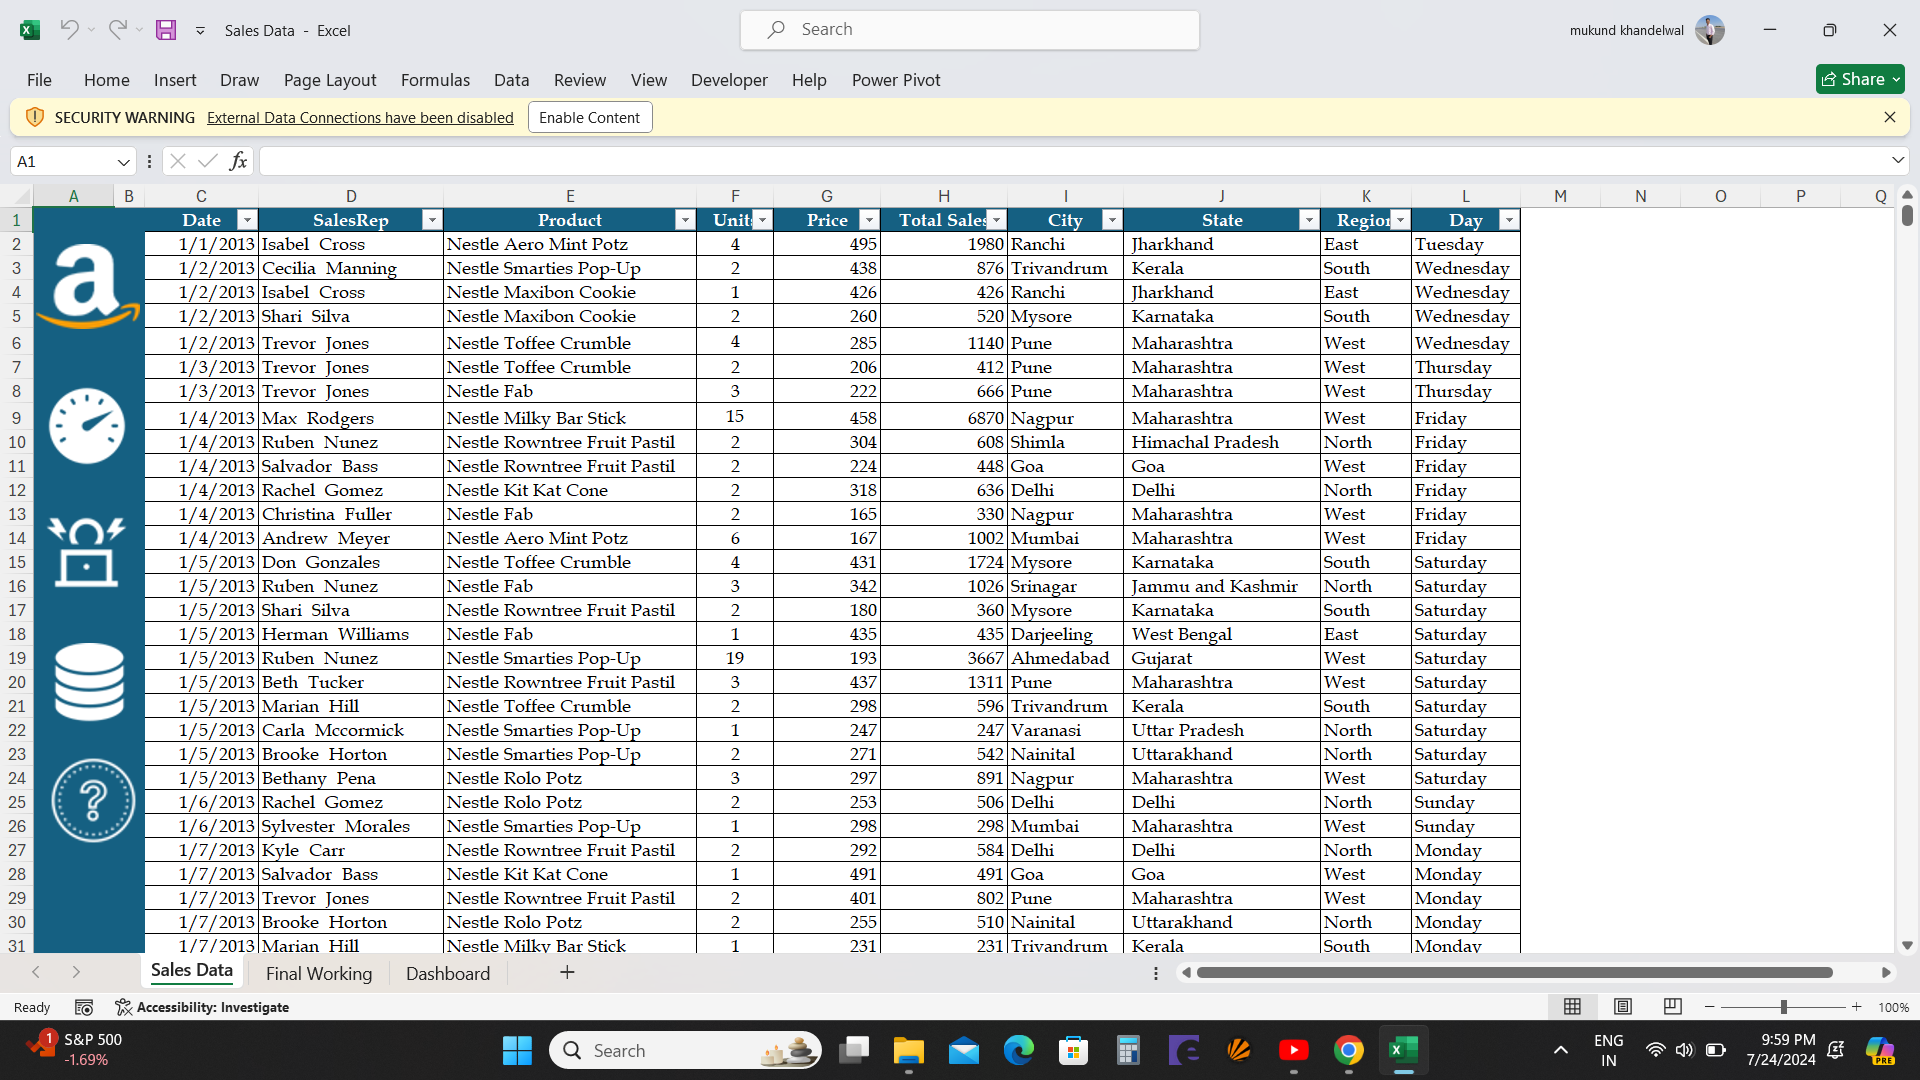 Sales Data - Excel
Search
mukund khandelwal
File Home Insert Draw Page Layout Formulas Data Review View Developer Help Power Pivot
Share
SECURITY WARNING External Data Connections have been disabled Enable Content
A1 fx
A B C D E F G H I J K L M N O P Q
1 Date SalesRep Product Unit Price Total Sales City State Region Day
2 1/1/2013 Isabel Cross Nestle Aero Mint Potz 4 495 1980 Ranchi Jharkhand East Tuesday
3 1/2/2013 Cecilia Manning Nestle Smarties Pop-Up 2 438 876 Trivandrum Kerala South Wednesday
4 1/2/2013 Isabel Cross Nestle Maxibon Cookie 1 426 426 Ranchi Jharkhand East Wednesday
5 1/2/2013 Shari Silva Nestle Maxibon Cookie 2 260 520 Mysore Karnataka South Wednesday
6 1/2/2013 Trevor Jones Nestle Toffee Crumble 4 285 1140 Pune Maharashtra West Wednesday
7 1/3/2013 Trevor Jones Nestle Toffee Crumble 2 206 412 Pune Maharashtra West Thursday
8 1/3/2013 Trevor Jones Nestle Fab 3 222 666 Pune Maharashtra West Thursday
9 1/4/2013 Max Rodgers Nestle Milky Bar Stick 15 458 6870 Nagpur Maharashtra West Friday
10 1/4/2013 Ruben Nunez Nestle Rowntree Fruit Pastil 2 304 608 Shimla Himachal Pradesh North Friday
11 1/4/2013 Salvador Bass Nestle Rowntree Fruit Pastil 2 224 448 Goa Goa West Friday
12 1/4/2013 Rachel Gomez Nestle Kit Kat Cone 2 318 636 Delhi Delhi North Friday
13 1/4/2013 Christina Fuller Nestle Fab 2 165 330 Nagpur Maharashtra West Friday
14 1/4/2013 Andrew Meyer Nestle Aero Mint Potz 6 167 1002 Mumbai Maharashtra West Friday
15 1/5/2013 Don Gonzales Nestle Toffee Crumble 4 431 1724 Mysore Karnataka South Saturday
16 1/5/2013 Ruben Nunez Nestle Fab 3 342 1026 Srinagar Jammu and Kashmir North Saturday
17 1/5/2013 Shari Silva Nestle Rowntree Fruit Pastil 2 180 360 Mysore Karnataka South Saturday
18 1/5/2013 Herman Williams Nestle Fab 1 435 435 Darjeeling West Bengal East Saturday
19 1/5/2013 Ruben Nunez Nestle Smarties Pop-Up 19 193 3667 Ahmedabad Gujarat West Saturday
20 1/5/2013 Beth Tucker Nestle Rowntree Fruit Pastil 3 437 1311 Pune Maharashtra West Saturday
21 1/5/2013 Marian Hill Nestle Toffee Crumble 2 298 596 Trivandrum Kerala South Saturday
22 1/5/2013 Carla Mccormick Nestle Smarties Pop-Up 1 247 247 Varanasi Uttar Pradesh North Saturday
23 1/5/2013 Brooke Horton Nestle Smarties Pop-Up 2 271 542 Nainital Uttarakhand North Saturday
24 1/5/2013 Bethany Pena Nestle Rolo Potz 3 297 891 Nagpur Maharashtra West Saturday
25 1/6/2013 Rachel Gomez Nestle Rolo Potz 2 253 506 Delhi Delhi North Sunday
26 1/6/2013 Sylvester Morales Nestle Smarties Pop-Up 1 298 298 Mumbai Maharashtra West Sunday
27 1/7/2013 Kyle Carr Nestle Rowntree Fruit Pastil 2 292 584 Delhi Delhi North Monday
28 1/7/2013 Salvador Bass Nestle Kit Kat Cone 1 491 491 Goa Goa West Monday
29 1/7/2013 Trevor Jones Nestle Rowntree Fruit Pastil 2 401 802 Pune Maharashtra West Monday
30 1/7/2013 Brooke Horton Nestle Rolo Potz 2 255 510 Nainital Uttarakhand North Monday
31 1/7/2013 Marian Hill Nestle Milky Bar Stick 1 231 231 Trivandrum Kerala South Monday
Sales Data Final Working Dashboard
Ready Accessibility: Investigate 100%
1 S&P 500
-1.69%
Search
ENG
IN
9:59 PM
7/24/2024
PRE